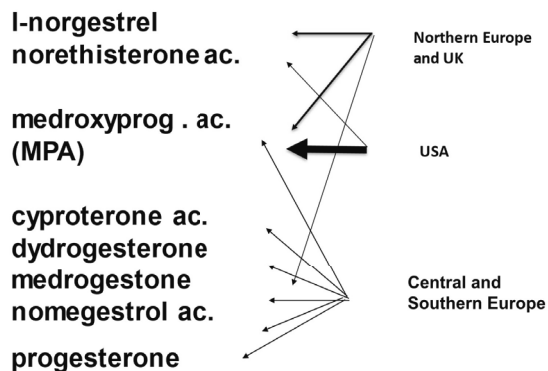 l-norgestrel
norethisterone ac.
medroxyprog . ac.
(MPA)
cyproterone ac.
dydrogesterone
medrogestone
nomegestrol ac.
progesterone
Northern Europe
and UK
USA
Central and
Southern Europe